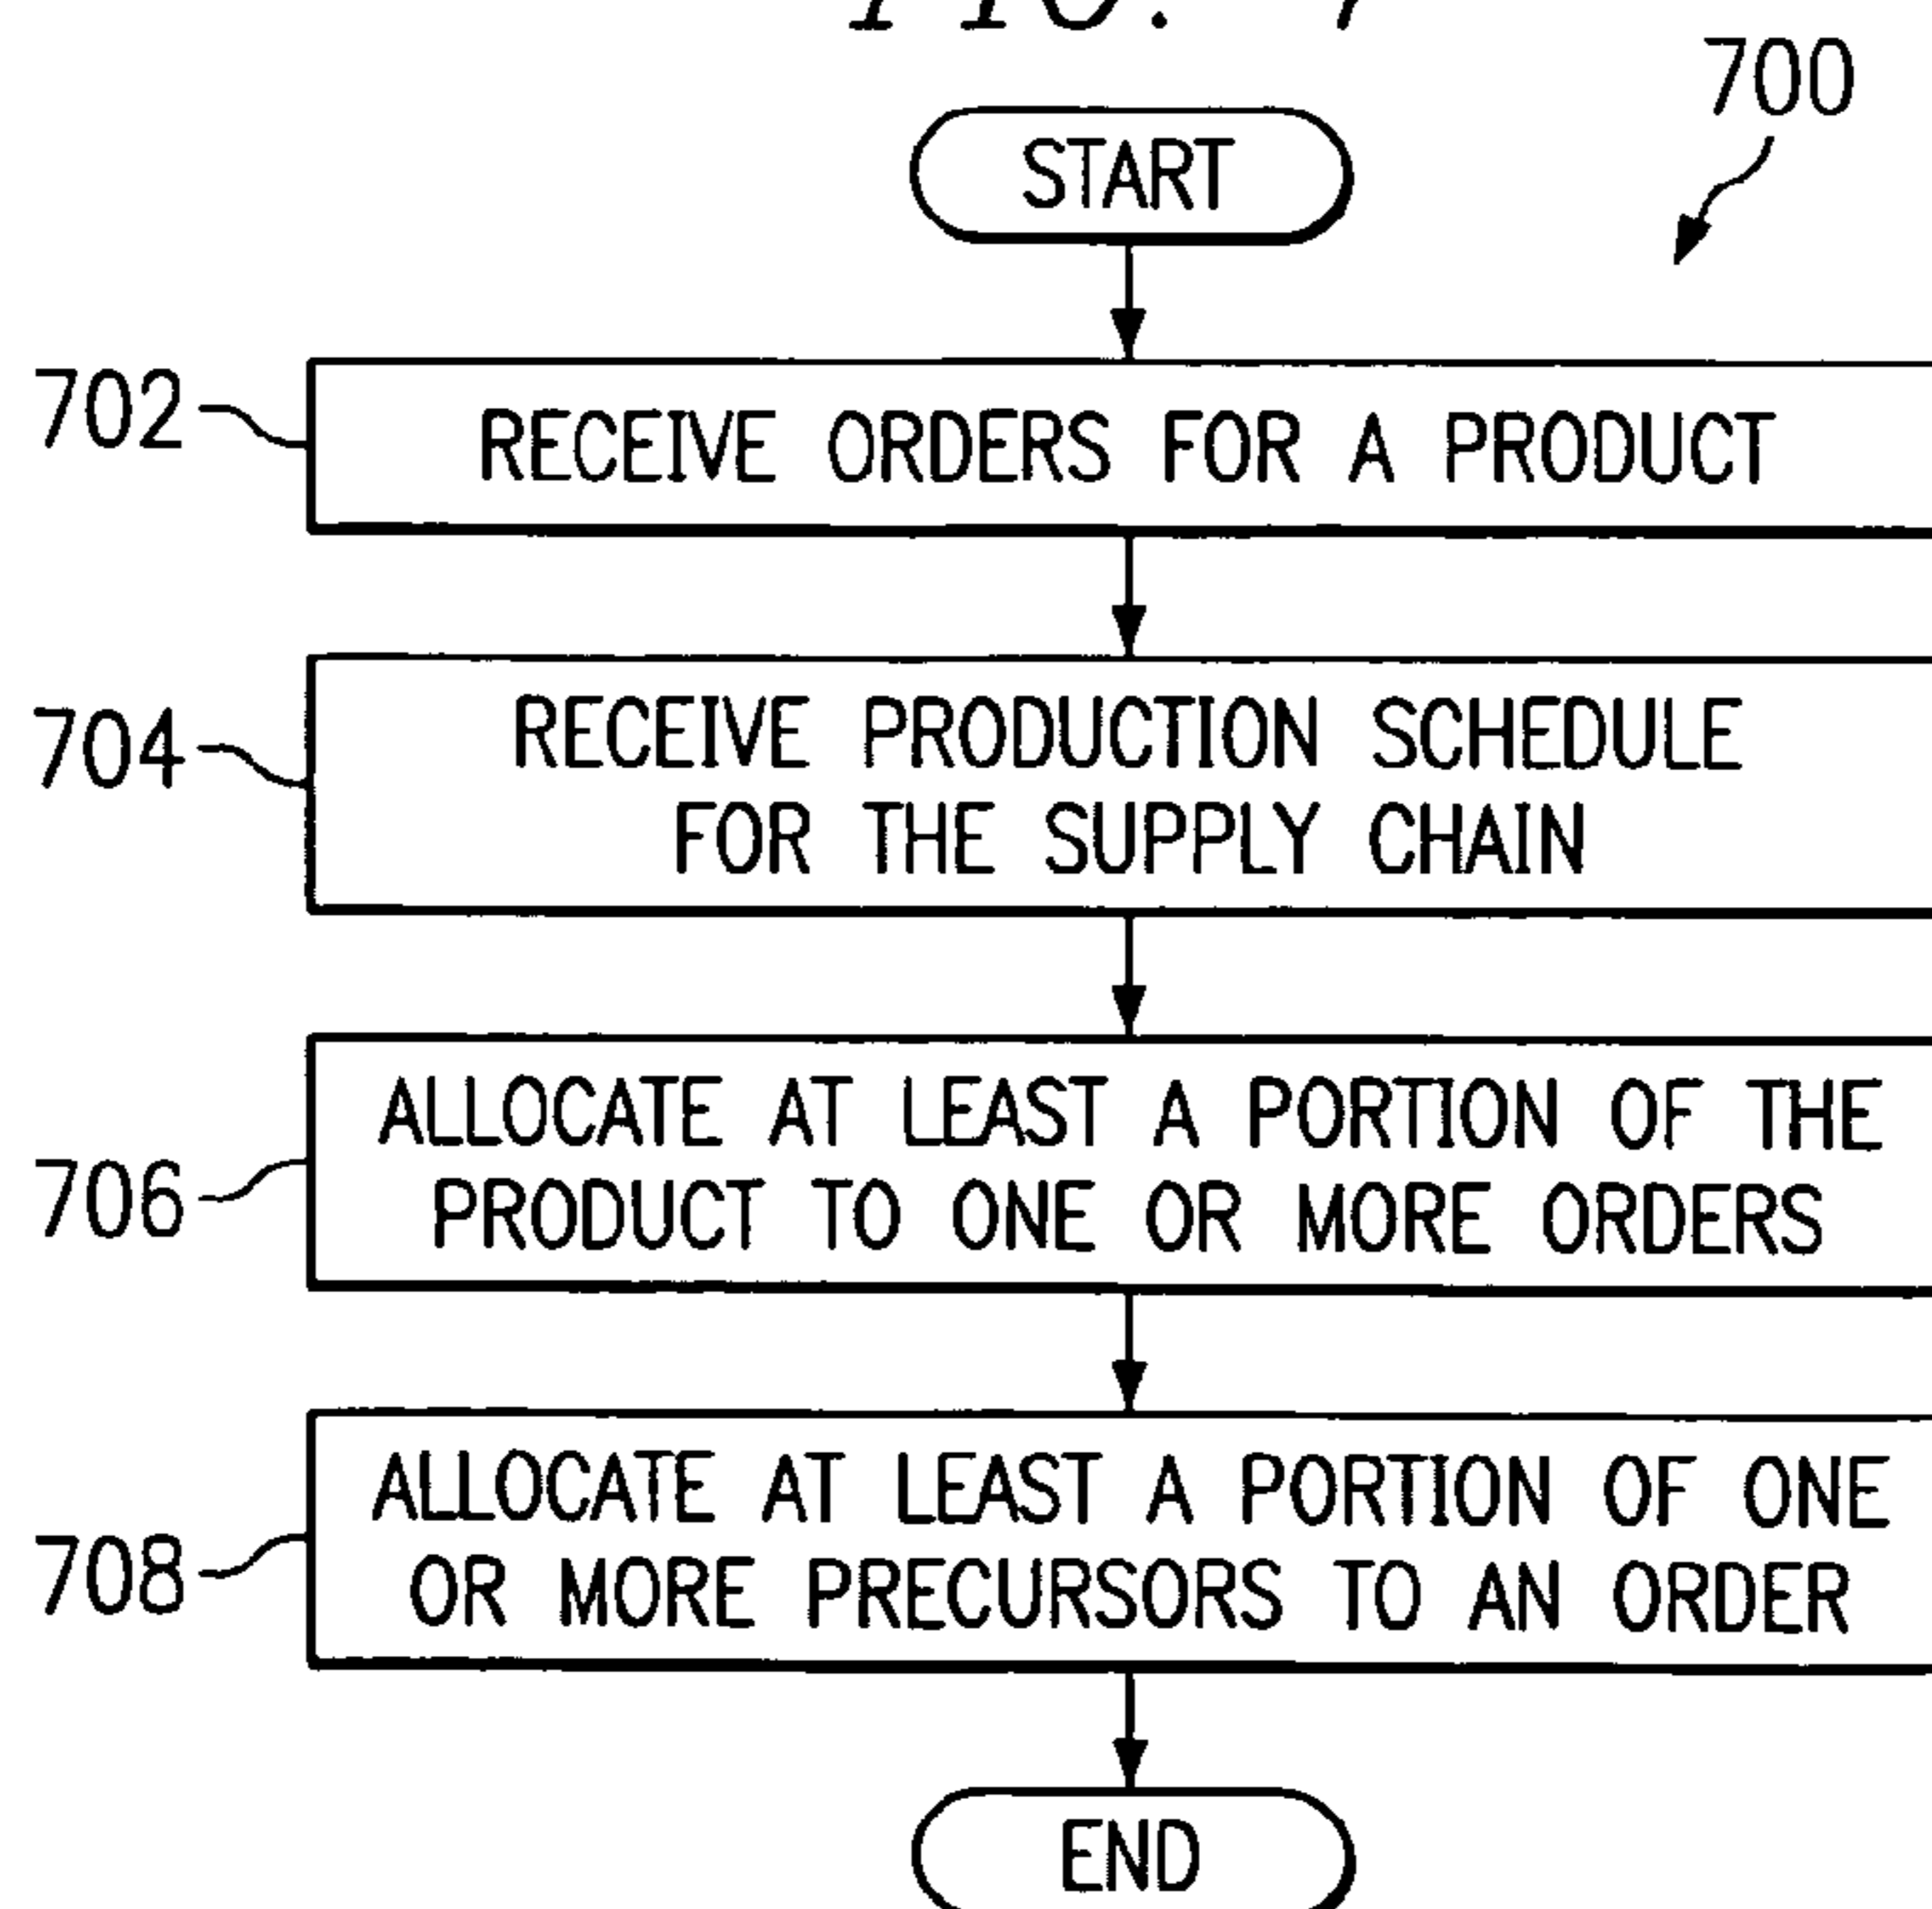 FIG. 7
700
START
702
RECEIVE ORDERS FOR A PRODUCT
704
RECEIVE PRODUCTION SCHEDULE
FOR THE SUPPLY CHAIN
706
ALLOCATE AT LEAST A PORTION OF THE
PRODUCT TO ONE OR MORE ORDERS
708
ALLOCATE AT LEAST A PORTION OF ONE
OR MORE PRECURSORS TO AN ORDER
END